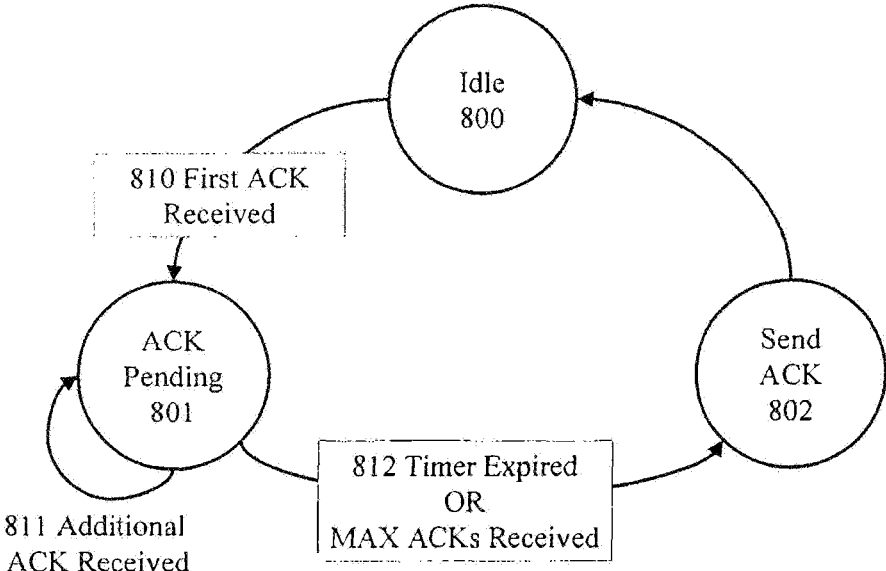 Idle
800
810 First ACK
Received
ACK
Pending
801
Send
ACK
802
812 Timer Expired
OR
MAX ACKs Received
811 Additional
ACK Received